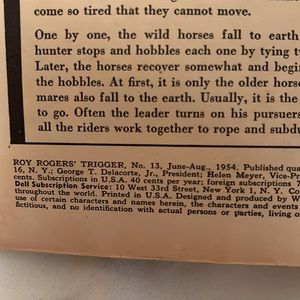 come so tired that they cannot move.
One by one, the wild horses fall to earth
hunter stops and hobbles each one by tying tw
Later, the horses recover somewhat and begin
the hobbles. At first, it is only the older horse
mares also fall to the earth. Usually, it is the
to go. Often the leader turns on his pursuers
all the riders work together to rope and subdu
ROY ROGERS' TRIGGER, No. 13, June-Aug., 1954. Published qua
16, N. Y.; George T. Delacorte, Jr., President; Helen Meyer, Vice-Pr
cents. Subscriptions in U.S.A. 40 cents per year; foreign subscriptions
Dell Subscription Service: 10 West 33rd Street, New York 1, N. Y. Co
throughout the world. Printed in U.S.A. Designed and produced by W
use of certain characters and names herein, the characters and events
fictitious, and no identification with actual persons or parties, living o